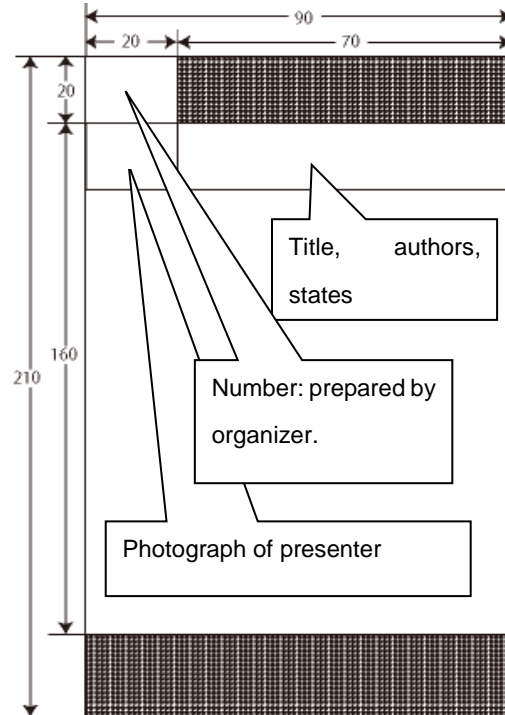 90
20 70
20
Title, authors,
states
160
210
Number: prepared by
organizer.
Photograph of presenter